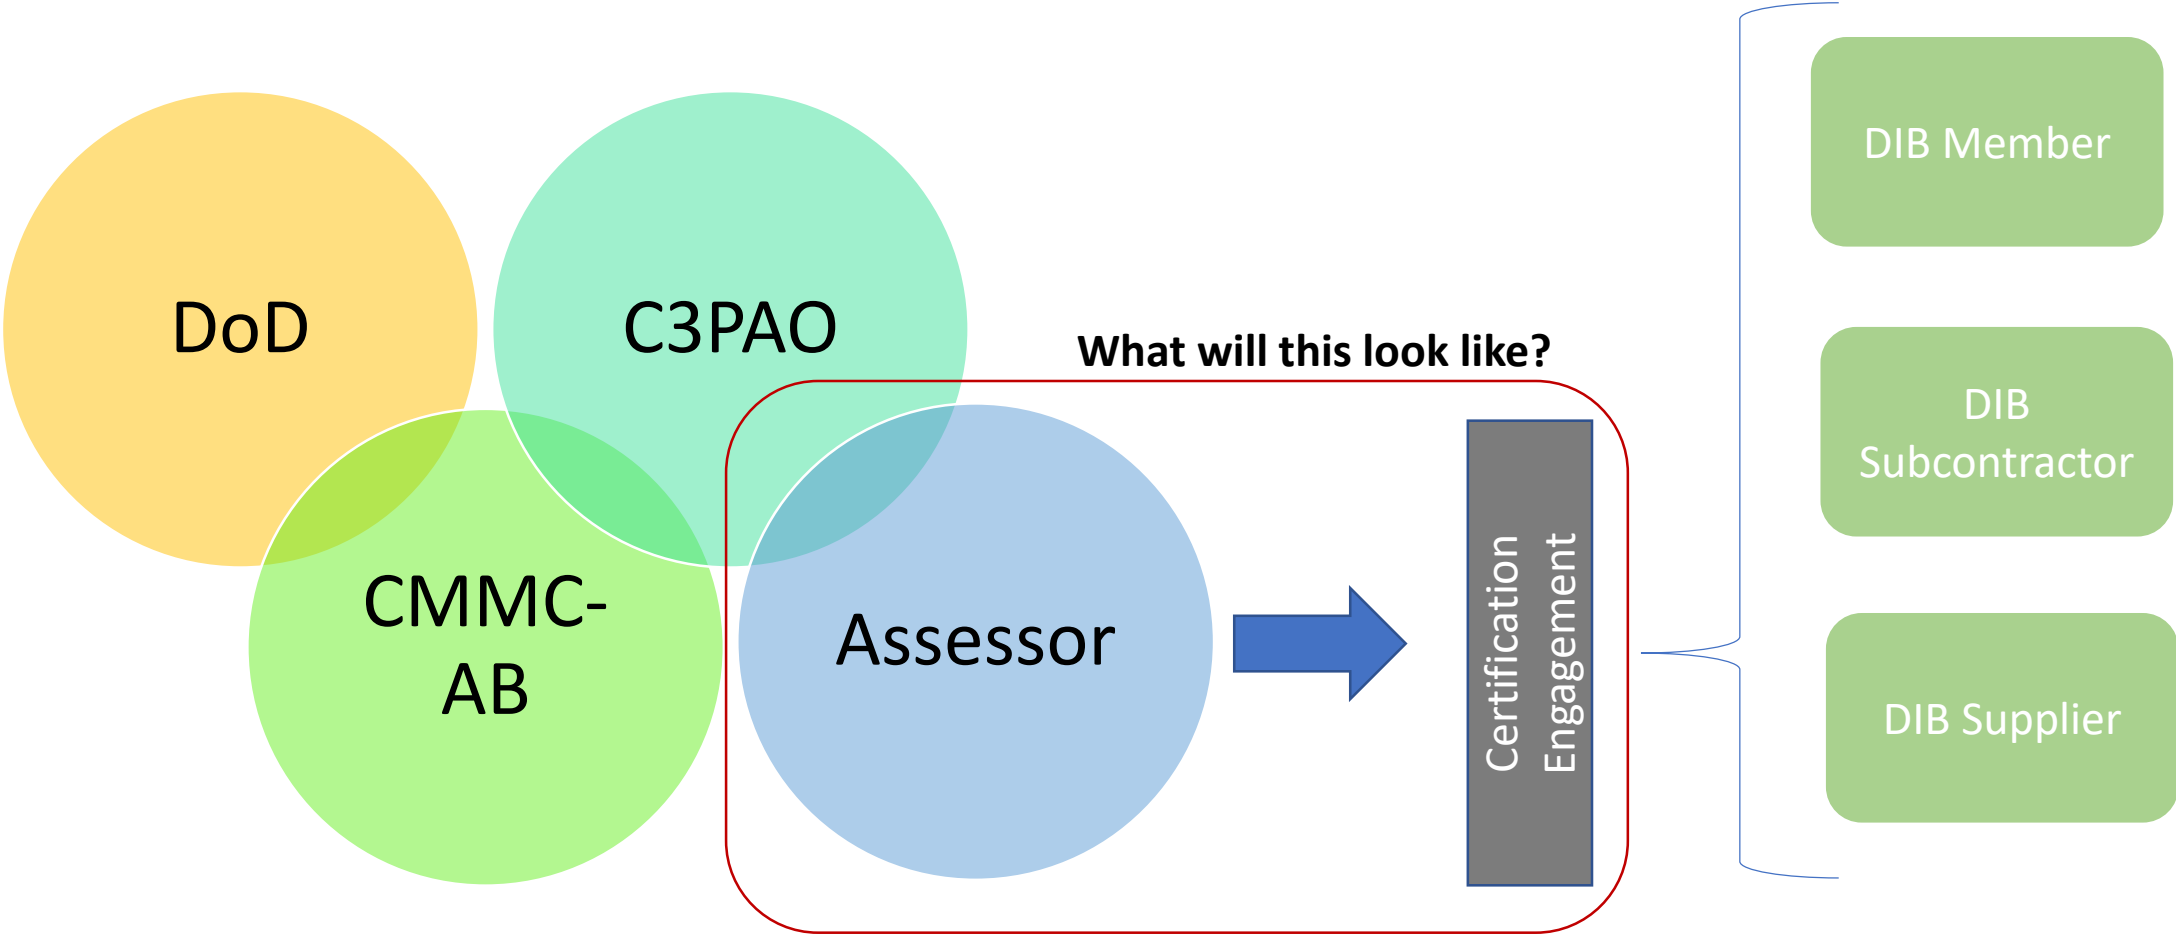 DoD
C3PAO
CMMC-
AB
Assessor
What will this look like?
Certification
Engagement
DIB Member
DIB
Subcontractor
DIB Supplier